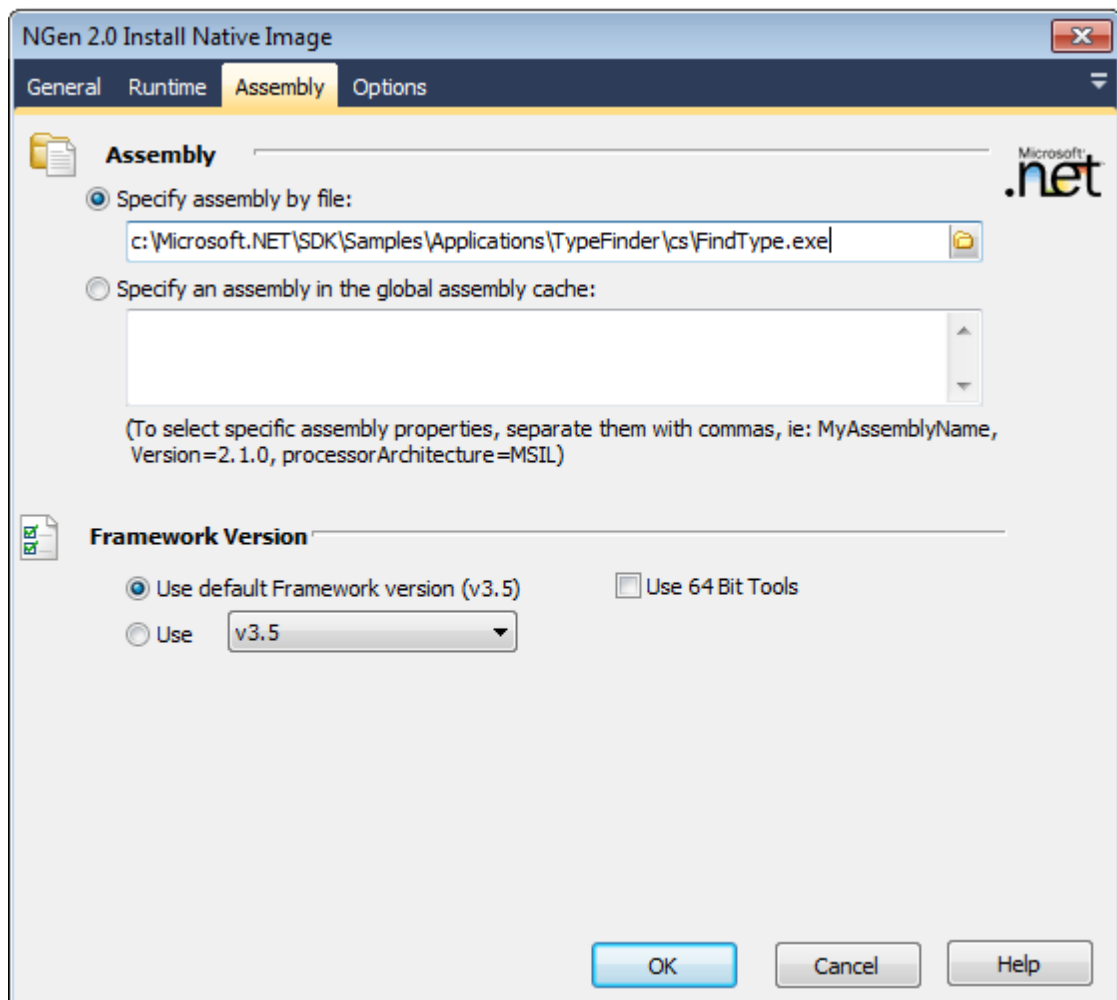 NGen 2.0 Install Native Image
General Runtime Assembly Options
Assembly
Microsoft
.net
Specify assembly by file:
c:\Microsoft.NET\SDK\Samples\Applications\TypeFinder\cs\FindType.exe
Specify an assembly in the global assembly cache:
(To select specific assembly properties, separate them with commas, ie: MyAssemblyName,
Version=2.1.0, processorArchitecture=MSIL)
Framework Version
Use default Framework version (v3.5) Use 64 Bit Tools
Use v3.5
OK Cancel Help